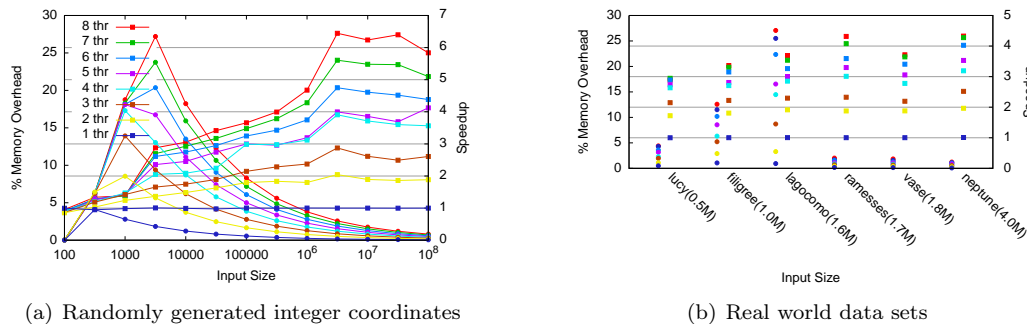 30
25
20
15
10
5
0
% Memory Overhead
8 thr
7 thr
6 thr
5 thr
4 thr
3 thr
2 thr
1 thr
7
6
5
4
3
2
1
0
Speedup
100 1000 10000 100000 10^6 10^7 10^8
Input Size
(a) Randomly generated integer coordinates
30
25
20
15
10
5
0
% Memory Overhead
5
4
3
2
1
0
Speedup
lucy(0.5M)
filigree(1.0M)
lagocomo(1.6M)
ramesses(1.7M)
vase(1.8M)
neptune(4.0M)
Input Size
(b) Real world data sets